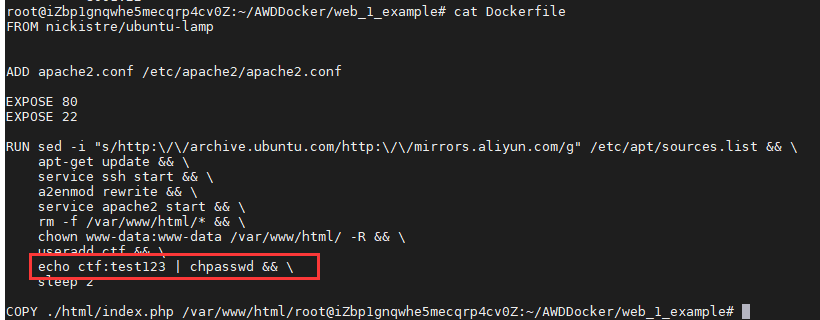 root@iZbp1gnqwhe5mecqrp4cv0Z:~/AWDDocker/web_1_example# cat Dockerfile
FROM nickistre/ubuntu-lamp
ADD apache2.conf /etc/apache2/apache2.conf
EXPOSE 80
EXPOSE 22
RUN sed -i "s/http:\/\/archive.ubuntu.com/http:\/\/mirrors.aliyun.com/g" /etc/apt/sources.list && \
apt-get update && \
service ssh start && \
a2enmod rewrite && \
service apache2 start && \
rm -f /var/www/html/* && \
chown www-data:www-data /var/www/html/ -R && \
useradd ctf && \
echo ctf:test123 | chpasswd && \
sleep 2
COPY ./html/index.php /var/www/html/root@iZbp1gnqwhe5mecqrp4cv0Z:~/AWDDocker/web_1_example#